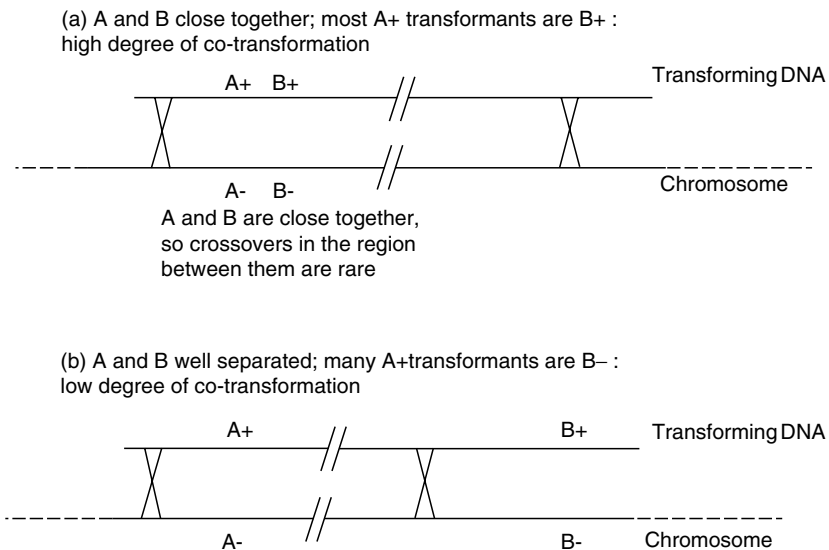 (a) A and B close together; most A+ transformants are B+ :
high degree of co-transformation
A+ B+
Transforming DNA
A- B-
Chromosome
A and B are close together,
so crossovers in the region
between them are rare
(b) A and B well separated; many A+transformants are B– :
low degree of co-transformation
A+ B+ Transforming DNA
A- B- Chromosome